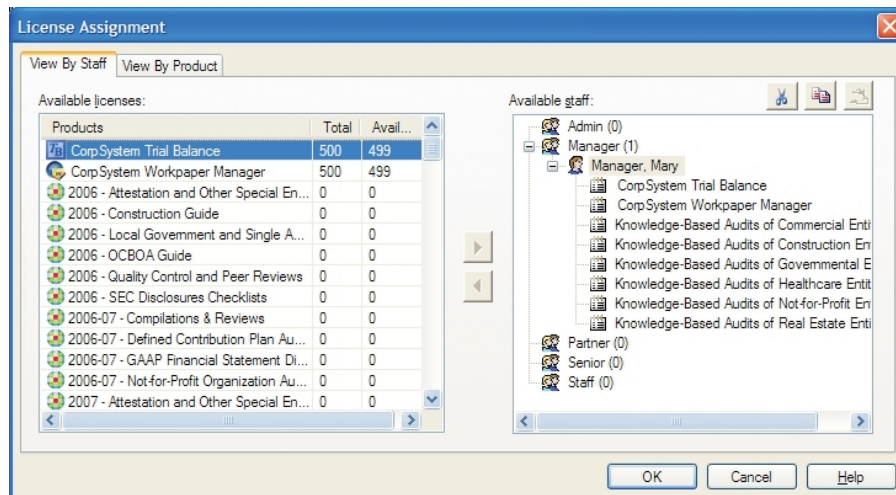 License Assignment
View By Staff
View By Product
Available licenses:
Products Total Avail...
CorpSystem Trial Balance 500 499
CorpSystem Workpaper Manager 500 499
2006 - Attestation and Other Special En... 0 0
2006 - Construction Guide 0 0
2006 - Local Government and Single A... 0 0
2006 - OCBOA Guide 0 0
2006 - Quality Control and Peer Reviews 0 0
2006 - SEC Disclosures Checklists 0 0
2006-07 - Compilations & Reviews 0 0
2006-07 - Defined Contribution Plan Au... 0 0
2006-07 - GAAP Financial Statement Di... 0 0
2006-07 - Not-for-Profit Organization Au... 0 0
2007 - Attestation and Other Special En... 0 0
Available staff:
Admin (0)
Manager (1)
Manager, Mary
CorpSystem Trial Balance
CorpSystem Workpaper Manager
Knowledge-Based Audits of Commercial Enti
Knowledge-Based Audits of Construction En
Knowledge-Based Audits of Governmental E
Knowledge-Based Audits of Healthcare Entit
Knowledge-Based Audits of Not-for-Profit En
Knowledge-Based Audits of Real Estate Enti
Partner (0)
Senior (0)
Staff (0)
OK
Cancel
Help